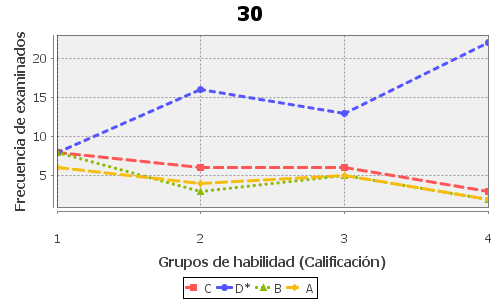 30
Frecuencia de examinados
20
15
10
5
1 2 3 4
Grupos de habilidad (Calificación)
C D* B A